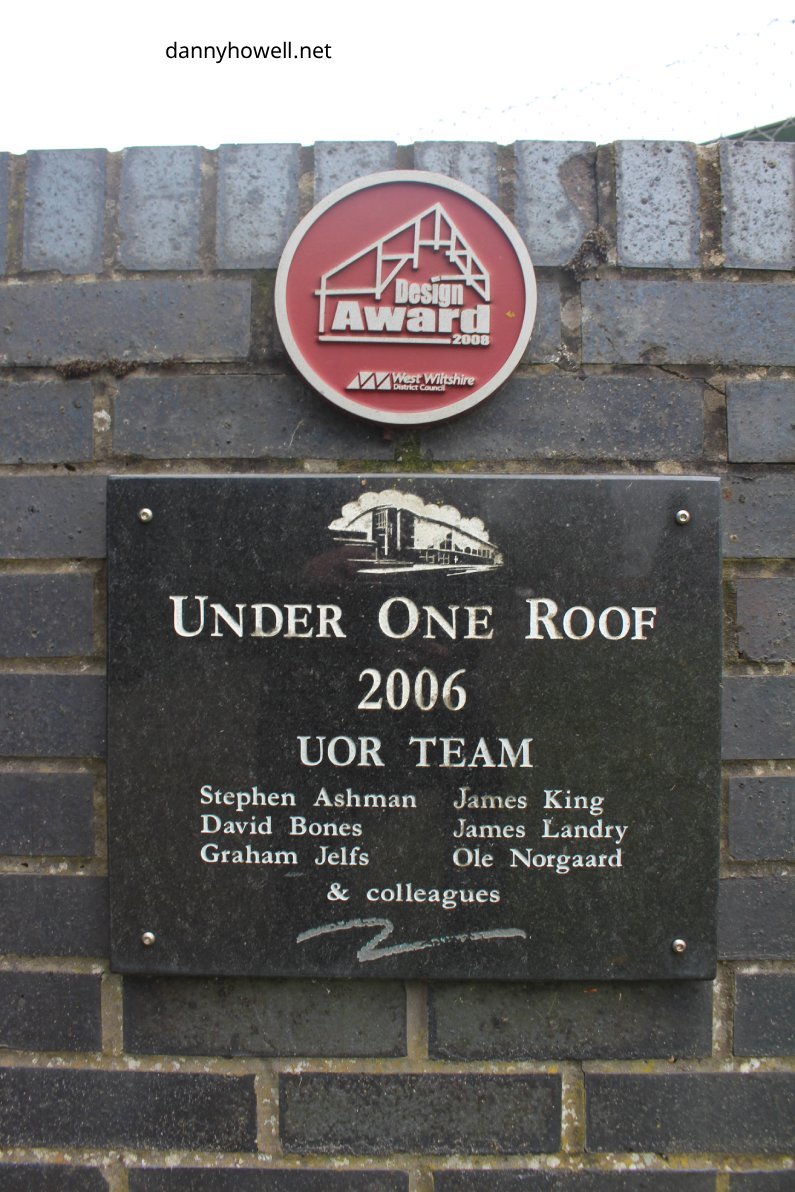 dannyhowell.net
Design
Award
2008
West Wiltshire
District Council
UNDER ONE ROOF
2006
UOR TEAM
Stephen Ashman James King
David Bones James Landry
Graham Jelfs Ole Norgaard
& colleagues